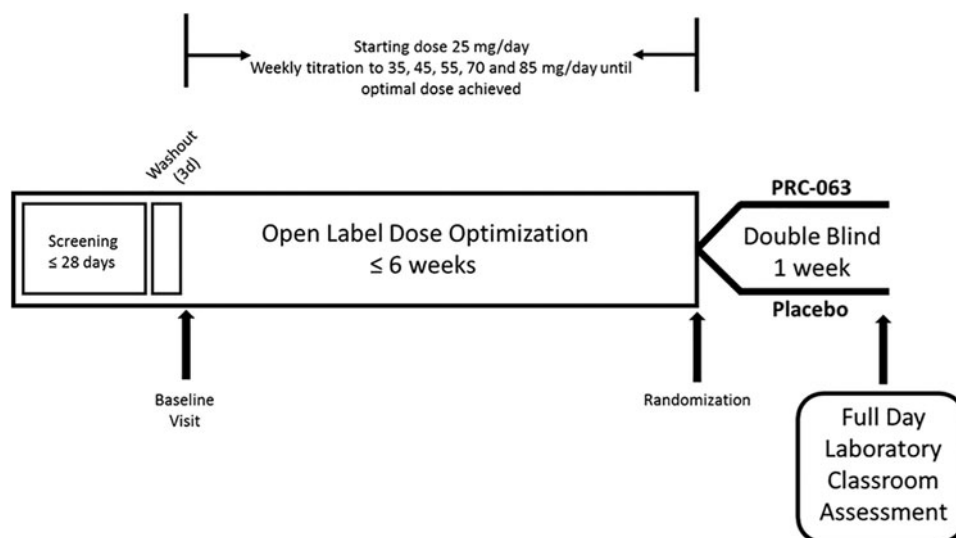 Starting dose 25 mg/day
Weekly titration to 35, 45, 55, 70 and 85 mg/day until
optimal dose achieved
Washout
(3d)
Screening
≤ 28 days
Open Label Dose Optimization
≤ 6 weeks
PRC-063
Double Blind
1 week
Placebo
Baseline
Visit
Randomization
Full Day
Laboratory
Classroom
Assessment